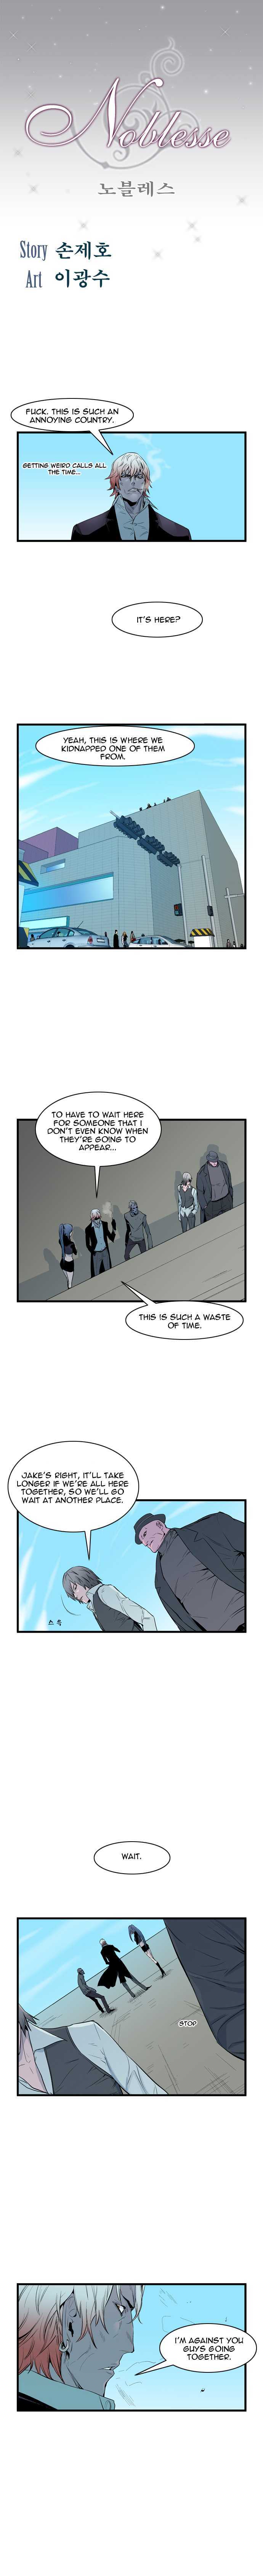 Noblesse
노블레스
Story 손제호
Art 이광수
FUCK. THIS IS SUCH AN
ANNOYING COUNTRY.
GETTING WEIRD CALLS ALL
THE TIME...
IT'S HERE?
YEAH, THIS IS WHERE WE
KIDNAPPED ONE OF THEM
FROM.
TO HAVE TO WAIT HERE
FOR SOMEONE THAT I
DON'T EVEN KNOW WHEN
THEY'RE GOING TO
APPEAR...
THIS IS SUCH A WASTE
OF TIME.
JAKE'S RIGHT, IT'LL TAKE
LONGER IF WE'RE ALL HERE
TOGETHER, SO WE'LL GO
WAIT AT ANOTHER PLACE.
스윽
WAIT.
STOP
I'M AGAINST YOU
GUYS GOING
TOGETHER.